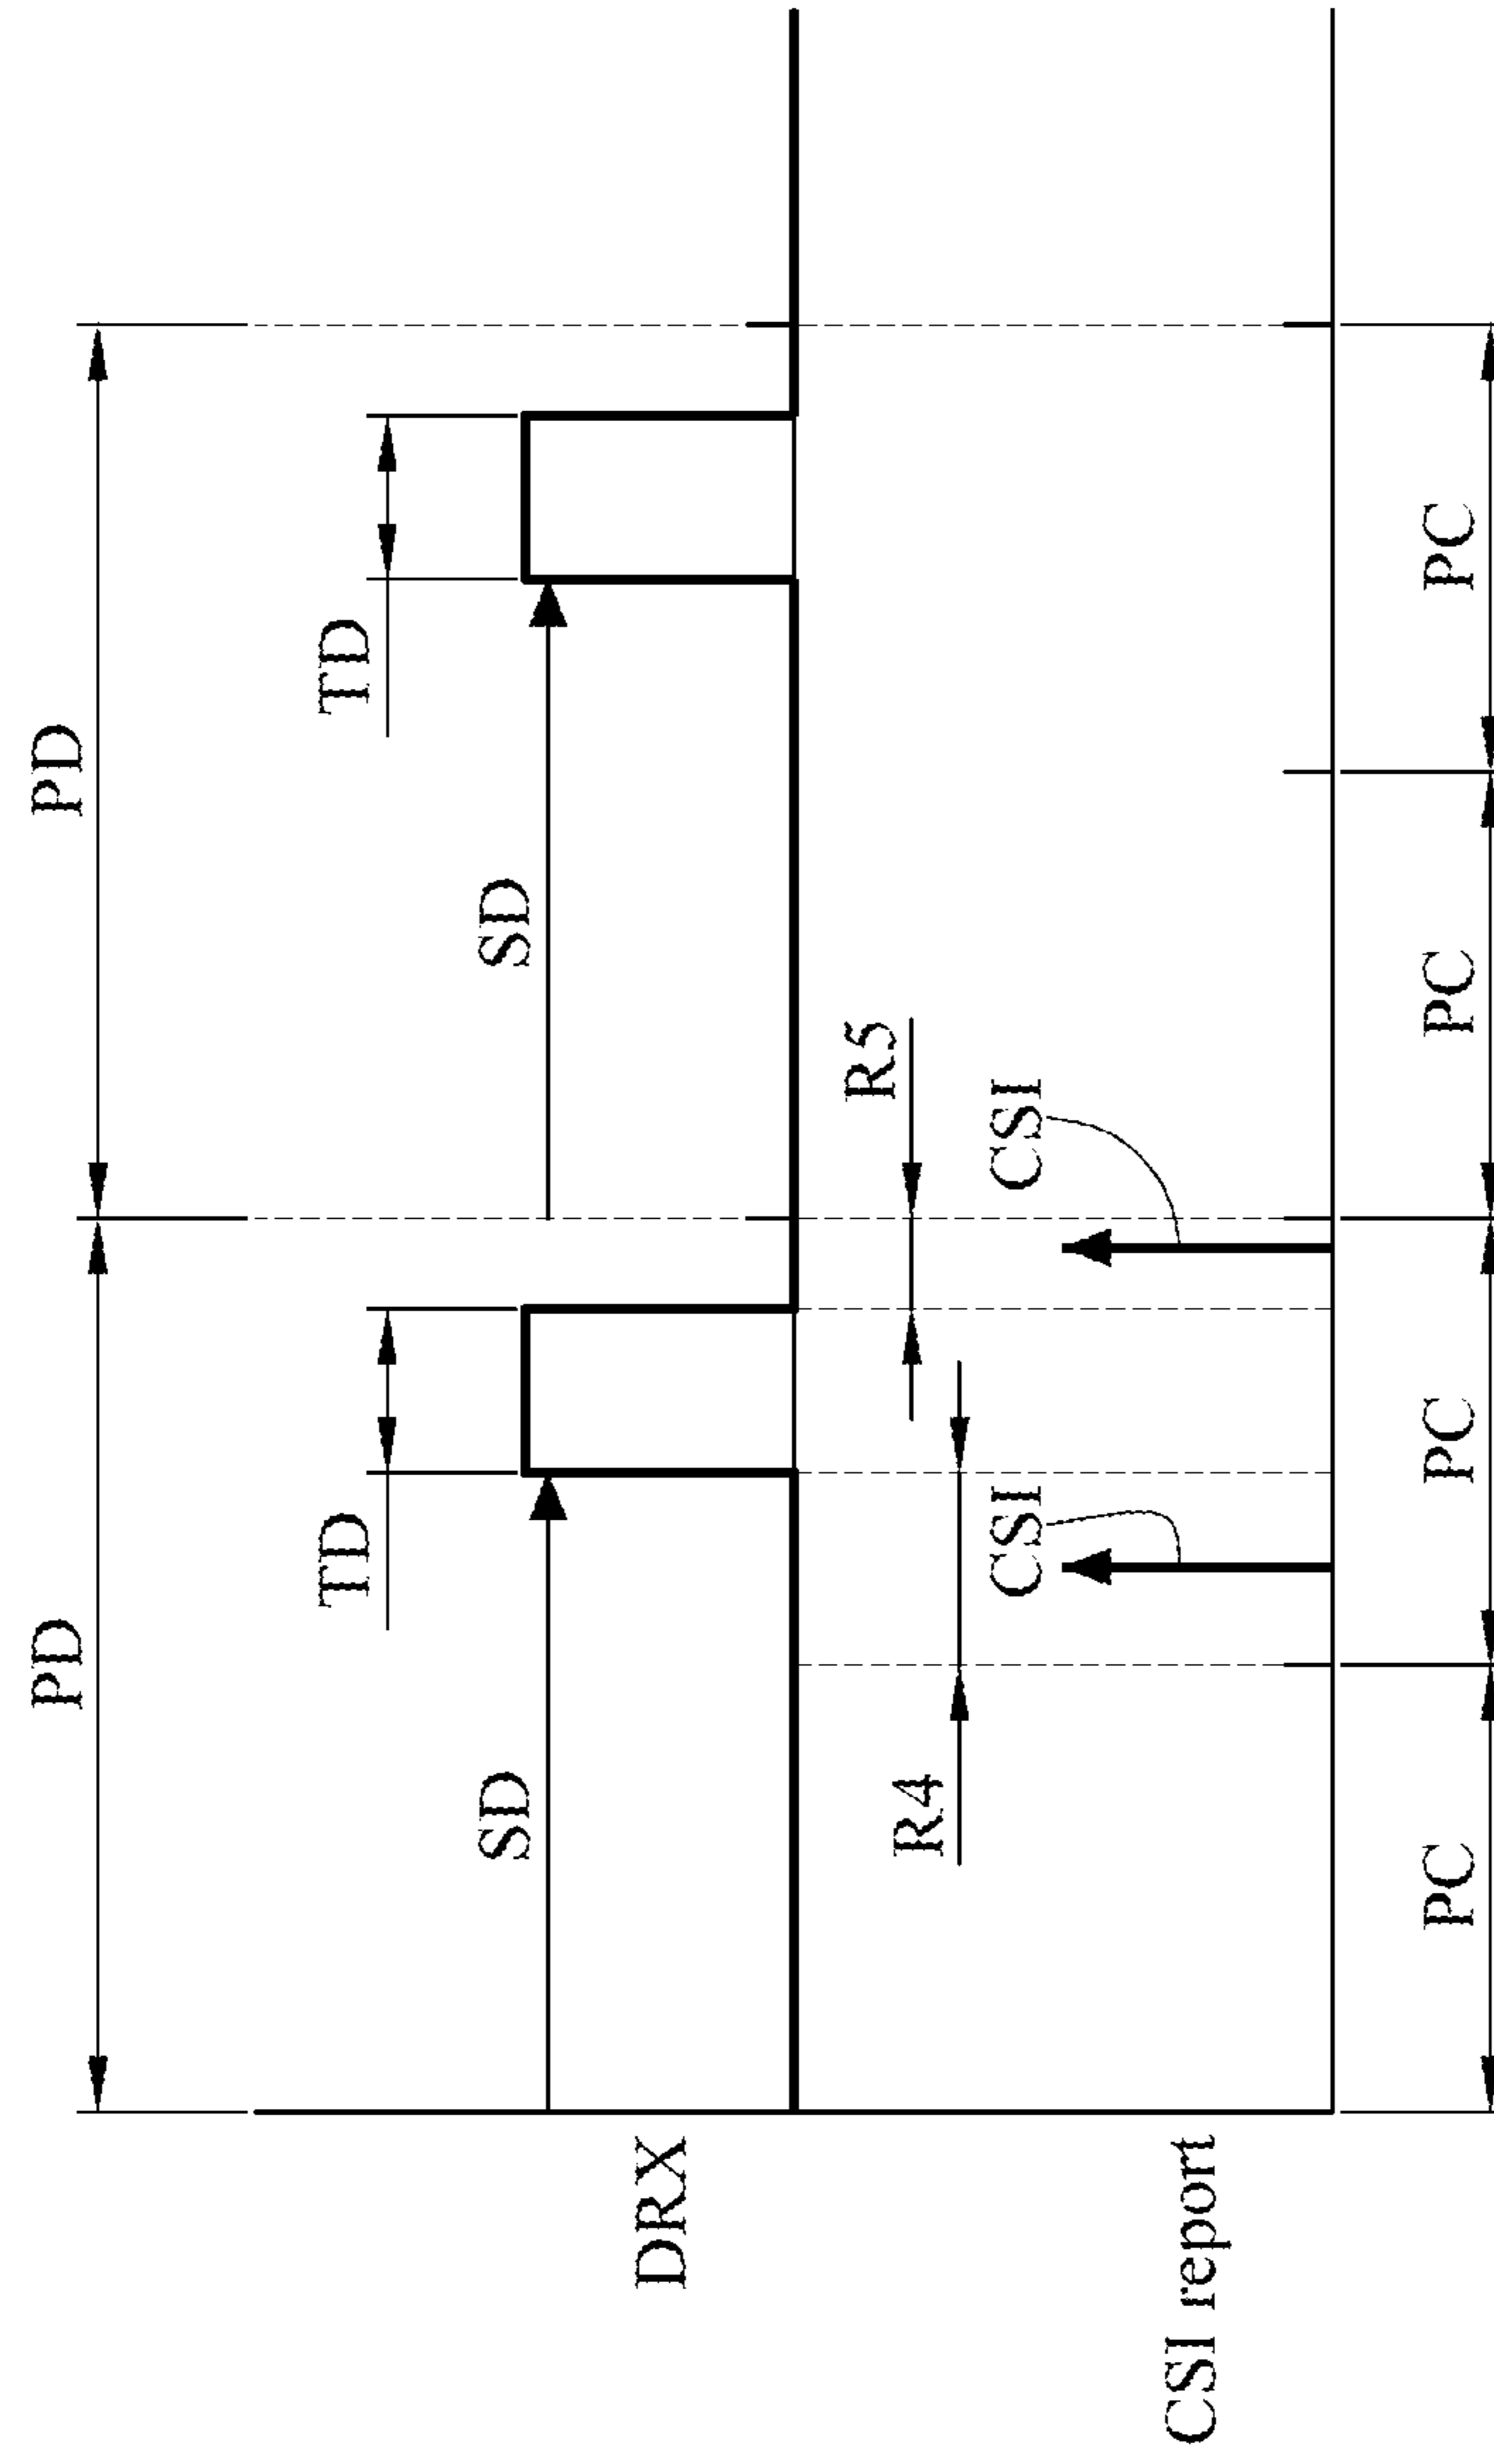 PD
PD
TD
TD
SD
SD
DRX
R5
R4
CSI
CSI
CSI report
PC
PC
PC
PC